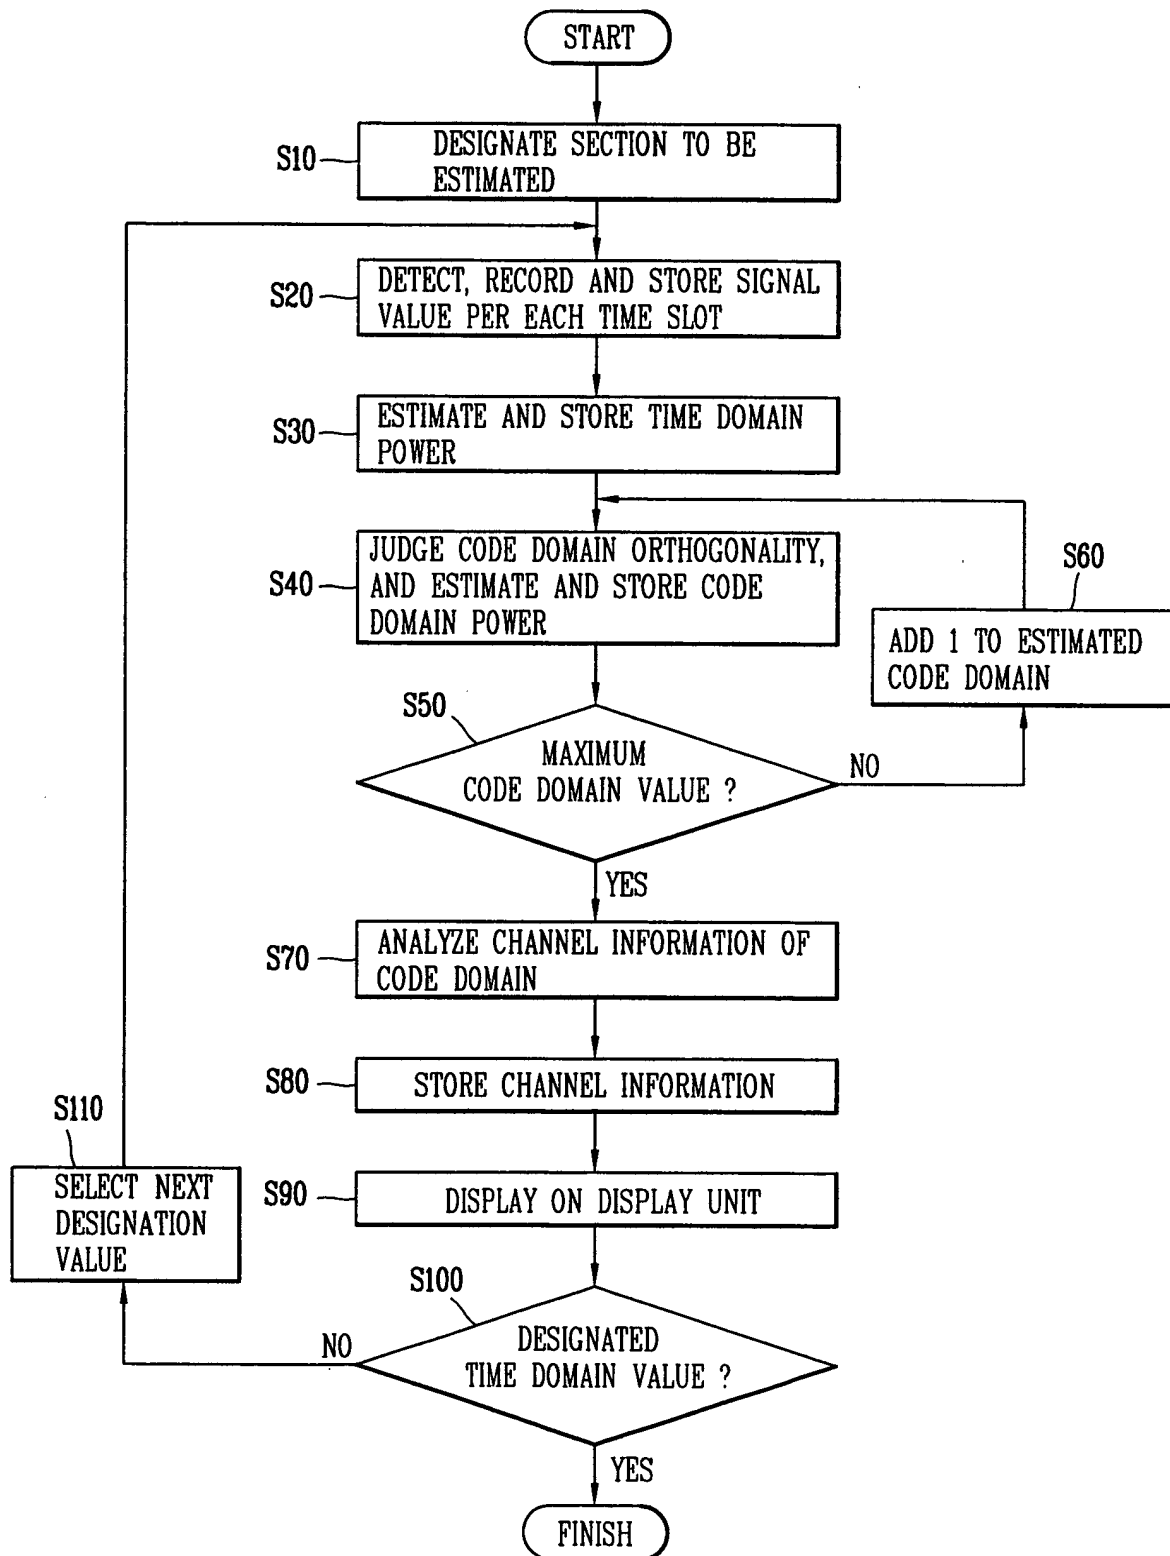 START
S10
DESIGNATE SECTION TO BE
ESTIMATED
S20
DETECT, RECORD AND STORE SIGNAL
VALUE PER EACH TIME SLOT
S30
ESTIMATE AND STORE TIME DOMAIN
POWER
S40
JUDGE CODE DOMAIN ORTHOGONALITY,
AND ESTIMATE AND STORE CODE
DOMAIN POWER
S60
ADD 1 TO ESTIMATED
CODE DOMAIN
S50
MAXIMUM
CODE DOMAIN VALUE ?
NO
YES
S70
ANALYZE CHANNEL INFORMATION OF
CODE DOMAIN
S80
STORE CHANNEL INFORMATION
S110
SELECT NEXT
DESIGNATION
VALUE
S90
DISPLAY ON DISPLAY UNIT
S100
DESIGNATED
TIME DOMAIN VALUE ?
NO
YES
FINISH